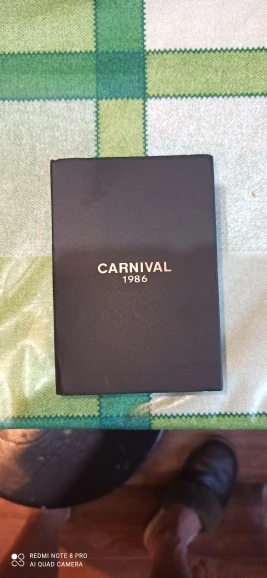 CARNIVAL
1986
REDMI NOTE 8 PRO
AI QUAD CAMERA